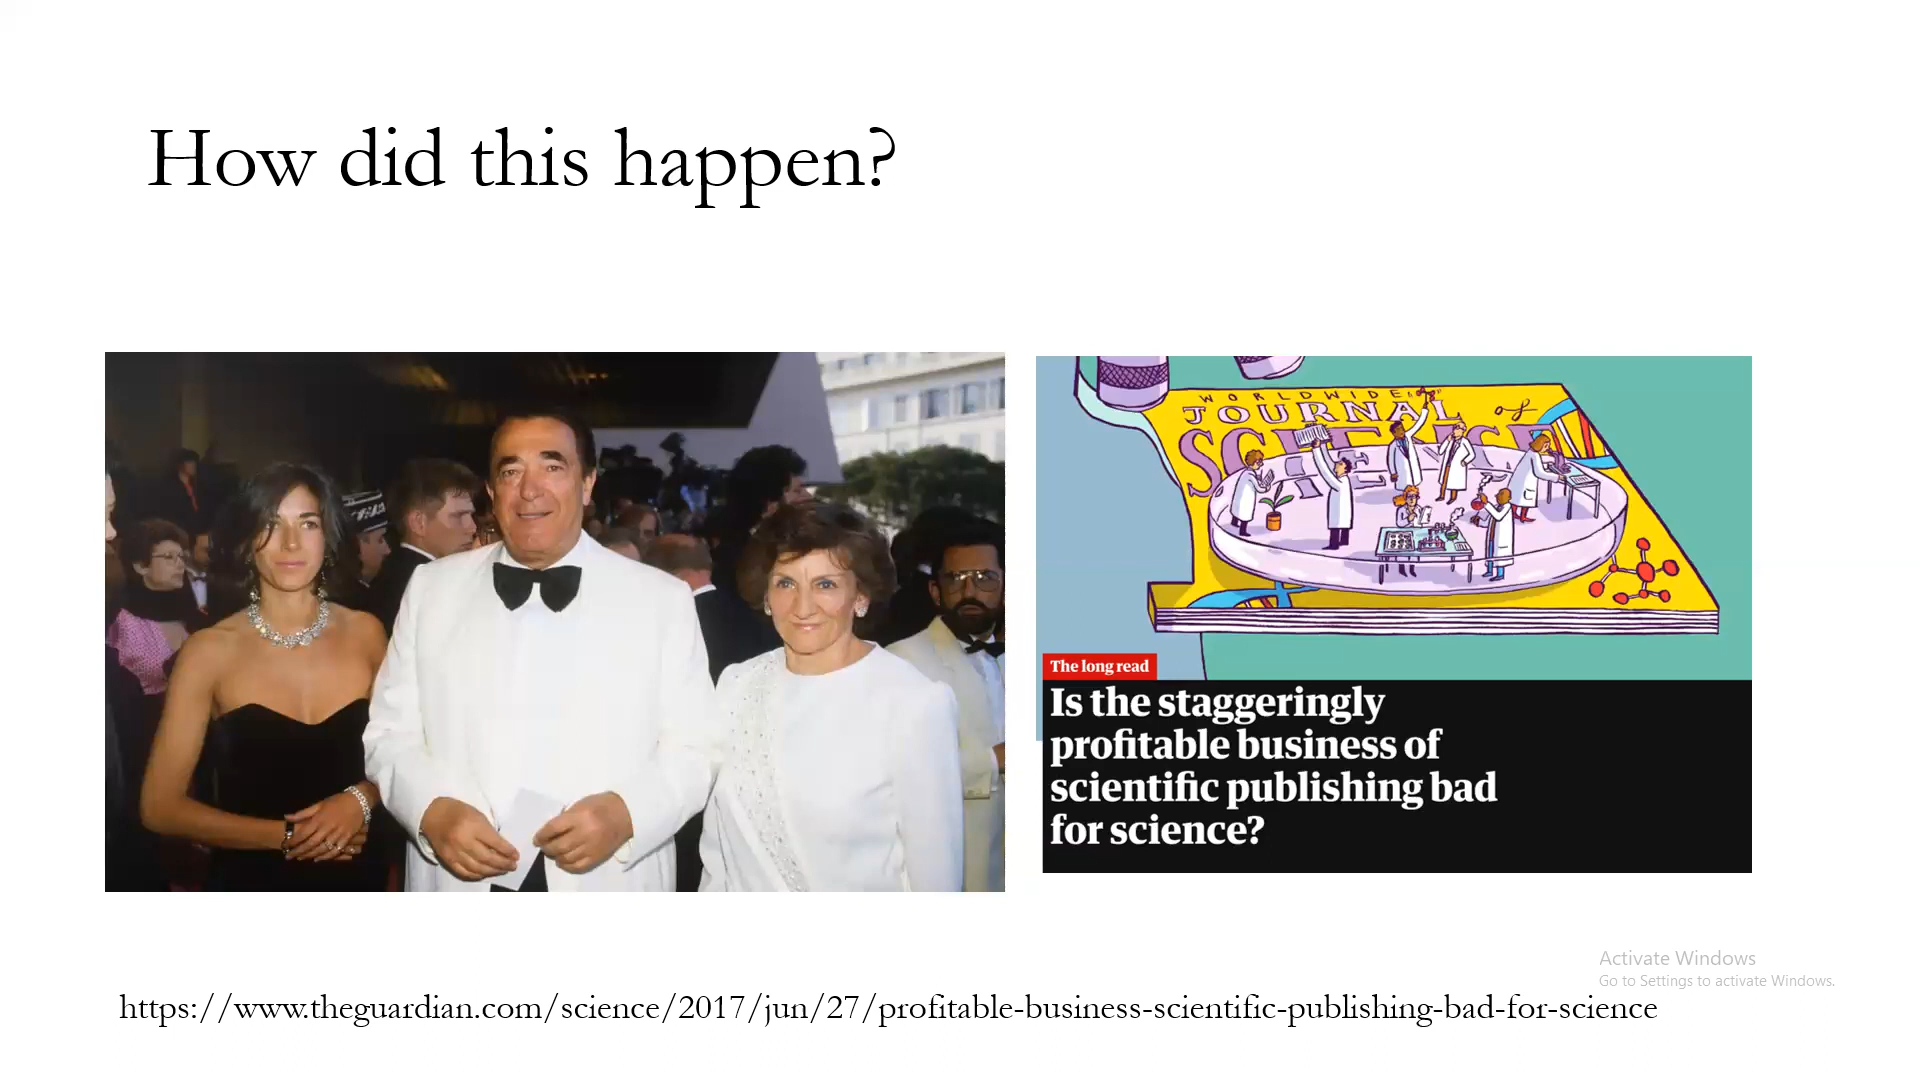 How did this happen?
WORLDWIDE
JOURNAL of
SCIENCE
The long read
Is the staggeringly
profitable business of
scientific publishing bad
for science?
Activate Windows
Go to Settings to activate Windows.
https://www.theguardian.com/science/2017/jun/27/profitable-business-scientific-publishing-bad-for-science